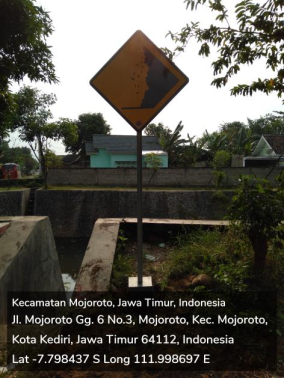 Kecamatan Mojoroto, Jawa Timur, Indonesia
Jl. Mojoroto Gg. 6 No.3, Mojoroto, Kec. Mojoroto,
Kota Kediri, Jawa Timur 64112, Indonesia
Lat -7.798437 S Long 111.998697 E